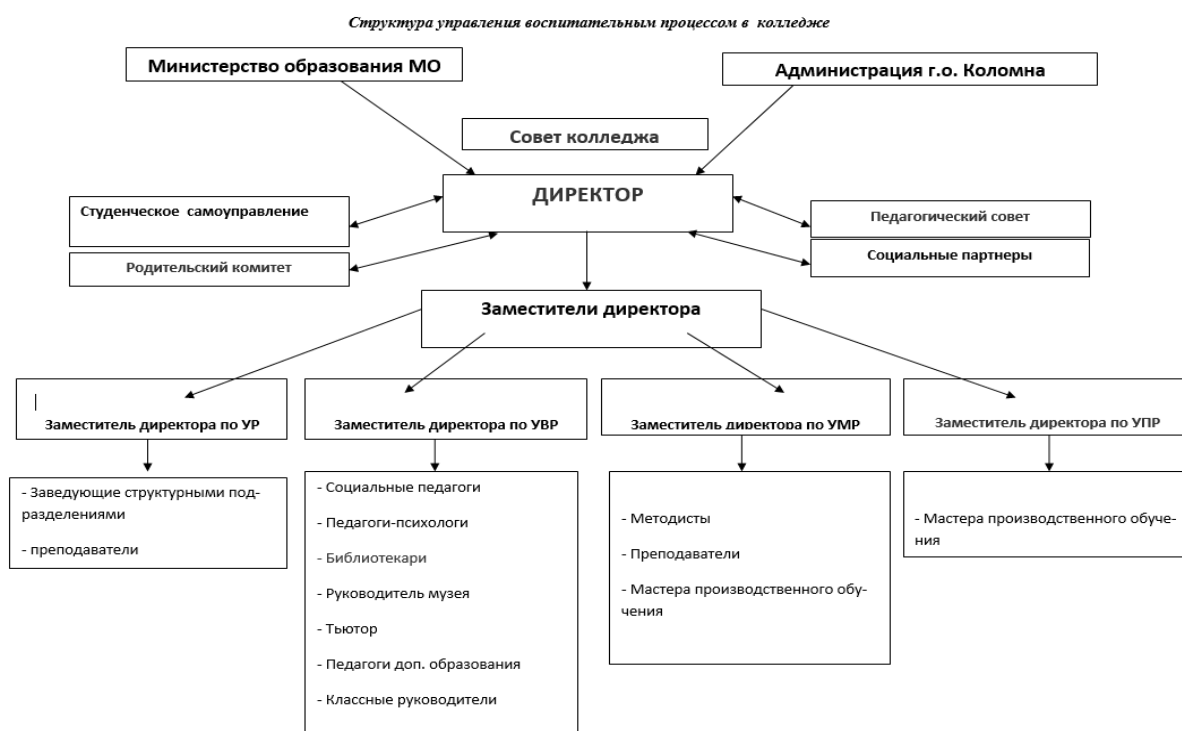 Структура управления воспитательным процессом в колледже
Министерство образования МО
Администрация г.о. Коломна
Совет колледжа
ДИРЕКТОР
Студенческое самоуправление
Педагогический совет
Родительский комитет
Социальные партнеры
Заместители директора
Заместитель директора по УР
Заместитель директора по УВР
Заместитель директора по УМР
Заместитель директора по УПР
- Заведующие структурными под-
разделениями
- преподаватели
- Социальные педагоги
- Педагоги-психологи
- Библиотекари
- Руководитель музея
- Тьютор
- Педагоги доп. образования
- Классные руководители
- Методисты
- Преподаватели
- Мастера производственного обу-
чения
- Мастера производственного обуче-
ния